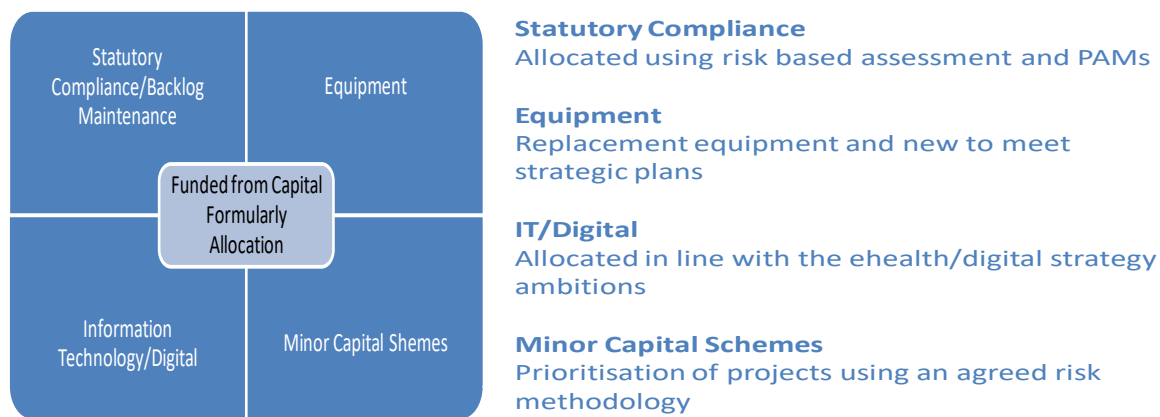 Statutory
Compliance/Backlog
Maintenance
Equipment
Funded from Capital
Formularly
Allocation
Information
Technology/Digital
Minor Capital Shemes
Statutory Compliance
Allocated using risk based assessment and PAMs
Equipment
Replacement equipment and new to meet
strategic plans
IT/Digital
Allocated in line with the ehealth/digital strategy
ambitions
Minor Capital Schemes
Prioritisation of projects using an agreed risk
methodology